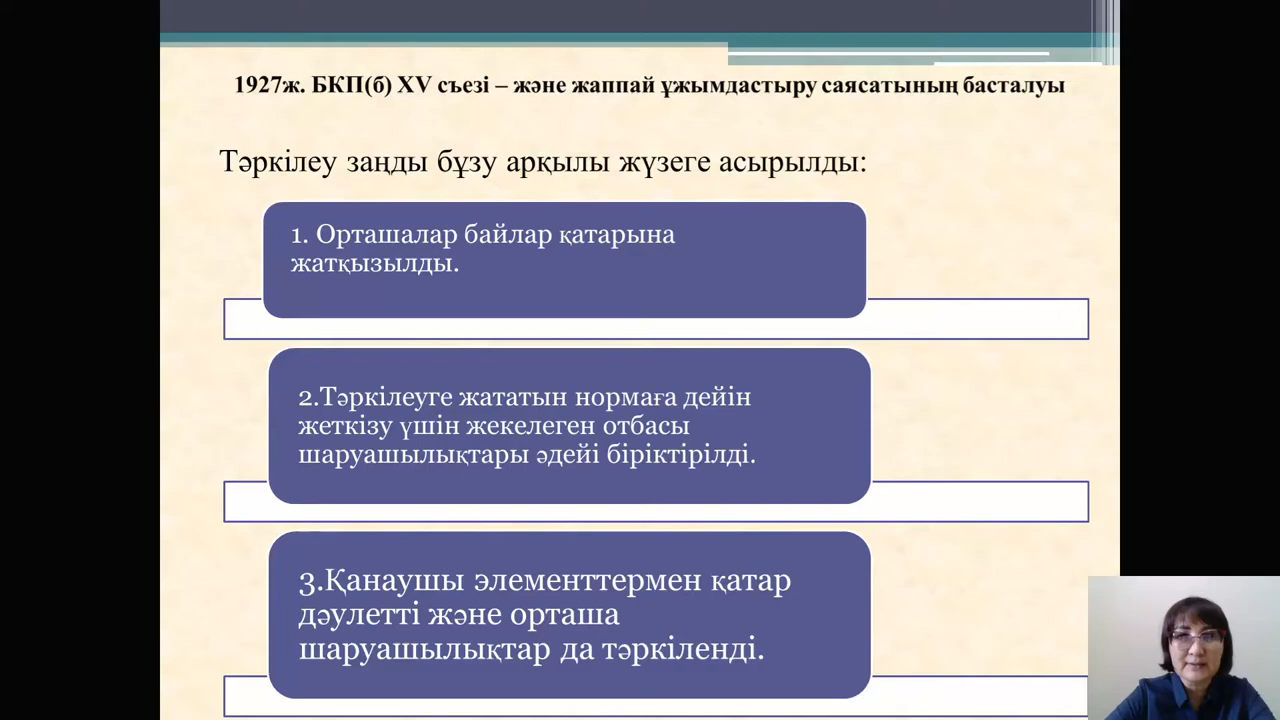 1927ж. БКП(б) XV съезі – және жаппай ұжымдастыру саясатының басталуы
Тәркілеу заңды бұзу арқылы жүзеге асырылды:
1. Орташалар байлар қатарына
жатқызылды.
2.Тәркілеуге жататын нормаға дейін
жеткізу үшін жекелеген отбасы
шаруашылықтары әдейі біріктірілді.
3.Қанаушы элементтермен қатар
дәулетті және орташа
шаруашылықтар да тәркіленді.